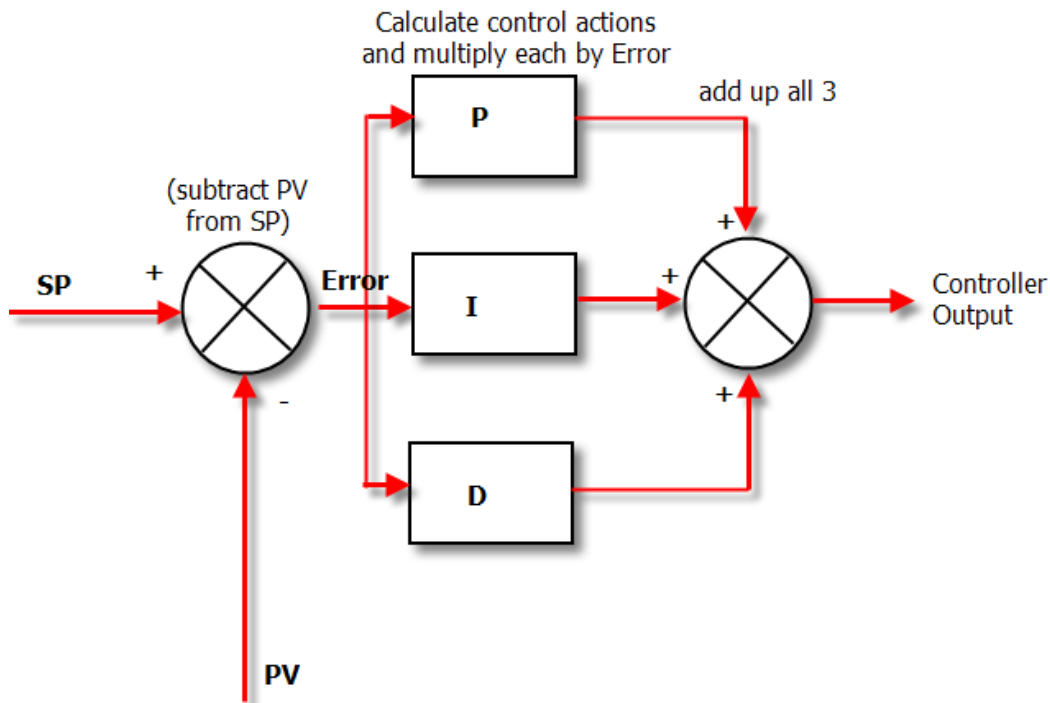 Calculate control actions
and multiply each by Error
P
add up all 3
(subtract PV
from SP)
+
+
SP
Error
I
+
Controller
Output
-
+
D
PV